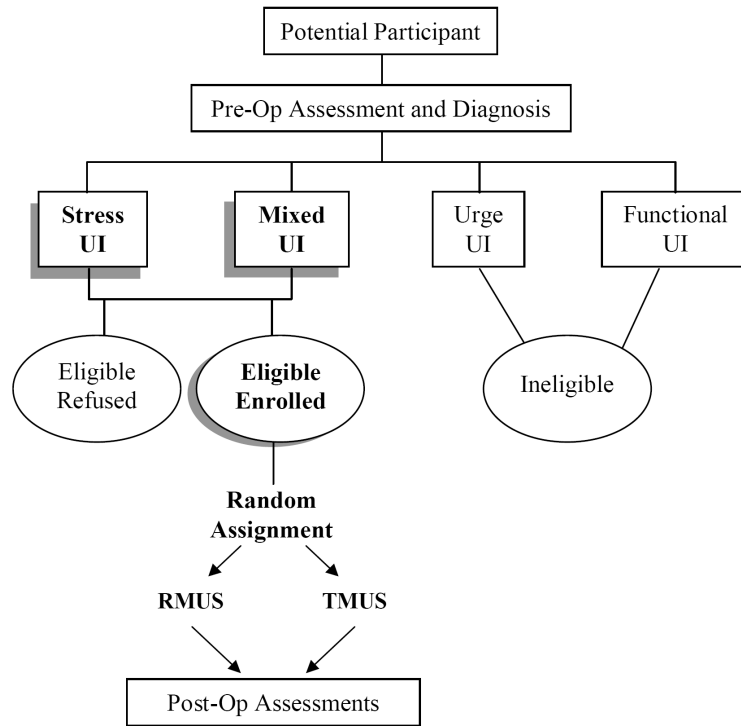 Potential Participant
Pre-Op Assessment and Diagnosis
Stress
UI
Mixed
UI
Urge
UI
Functional
UI
Eligible
Refused
Eligible
Enrolled
Ineligible
Random
Assignment
RMUS
TMUS
Post-Op Assessments